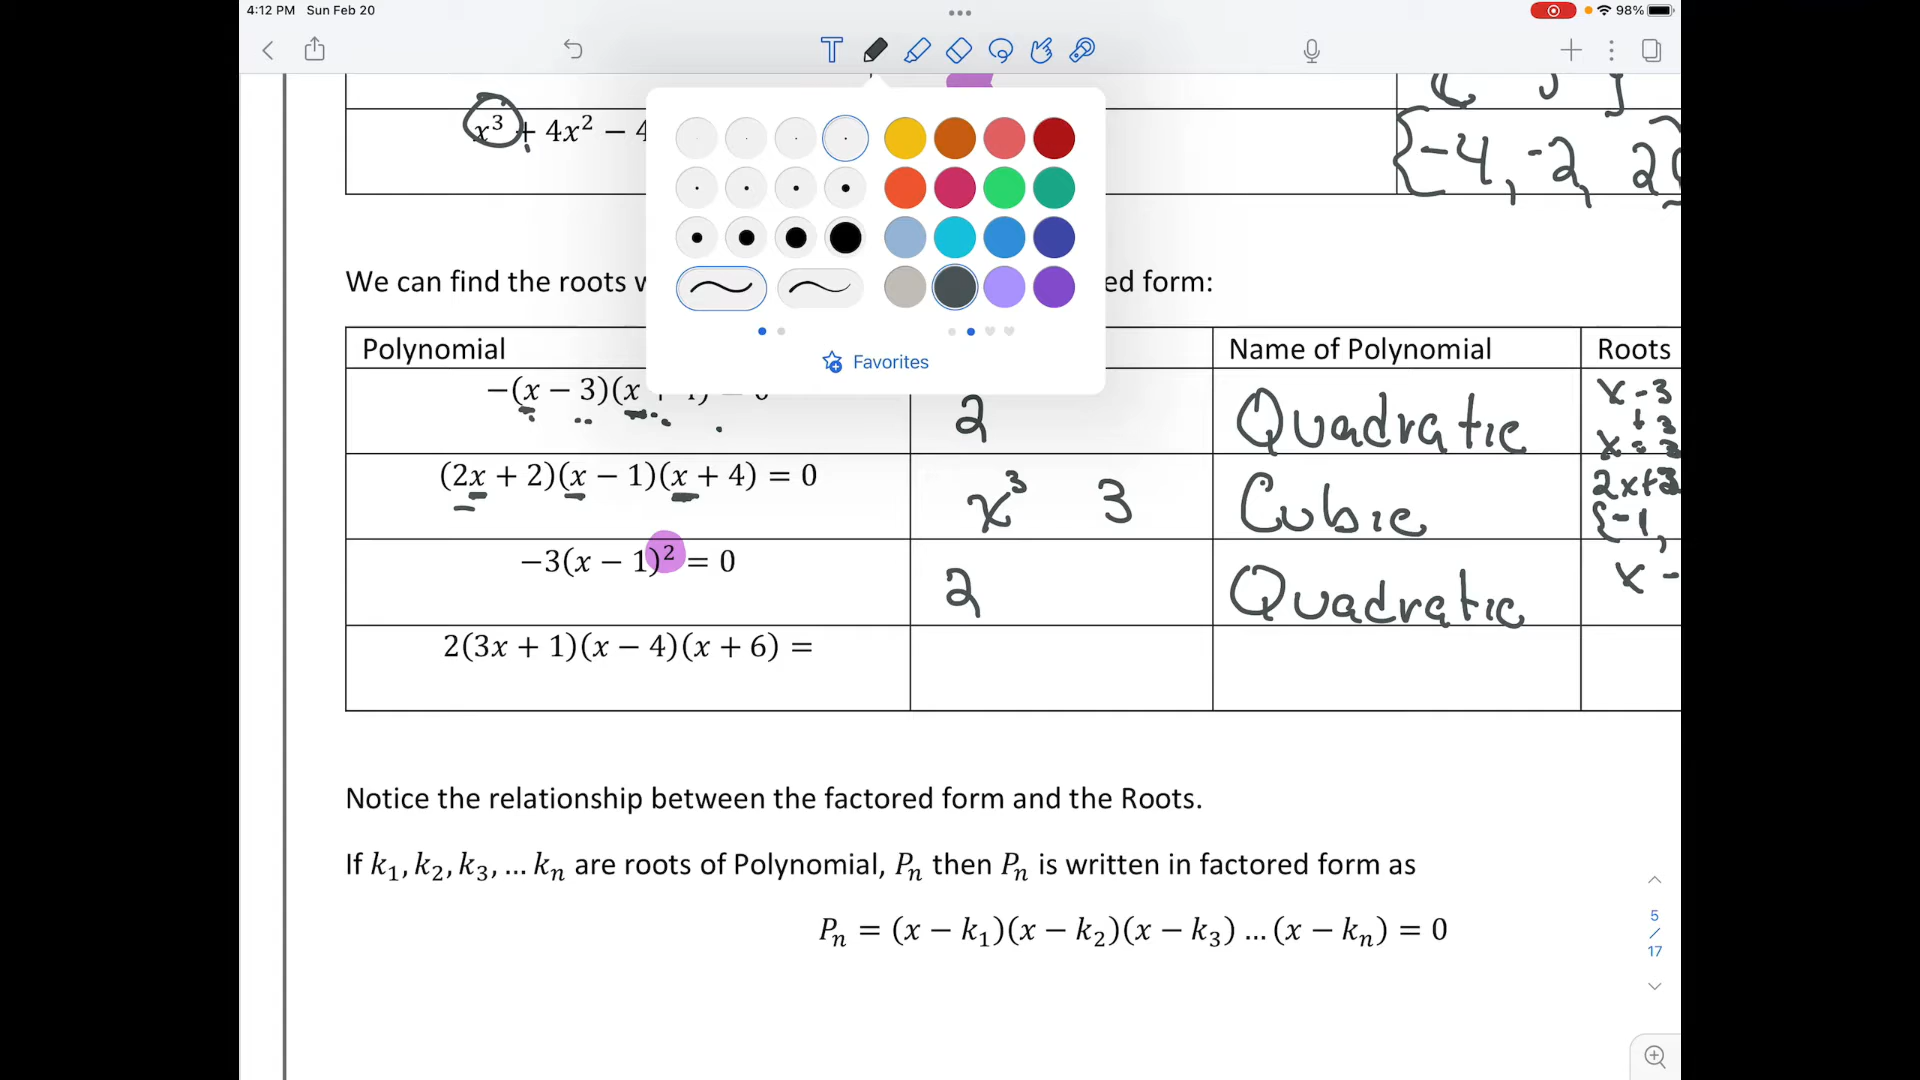 4:12 PM Sun Feb 20 98%
x³ + 4x² − 4
{-4, -2, 2
We can find the roots w ed form:
Polynomial Name of Polynomial Roots
−(x − 3)(x 2 Quadratic x - 3
+ 3
x = 3
(2x + 2)(x − 1)(x + 4) = 0 x³ 3 Cubic 2x+
{-1,
−3(x − 1)² = 0 2 Quadratic x -
2(3x + 1)(x − 4)(x + 6) =
Favorites
Notice the relationship between the factored form and the Roots.
If k₁, k₂, k₃, … kₙ are roots of Polynomial, Pₙ then Pₙ is written in factored form as
Pₙ = (x − k₁)(x − k₂)(x − k₃) … (x − kₙ) = 0
5
/
17